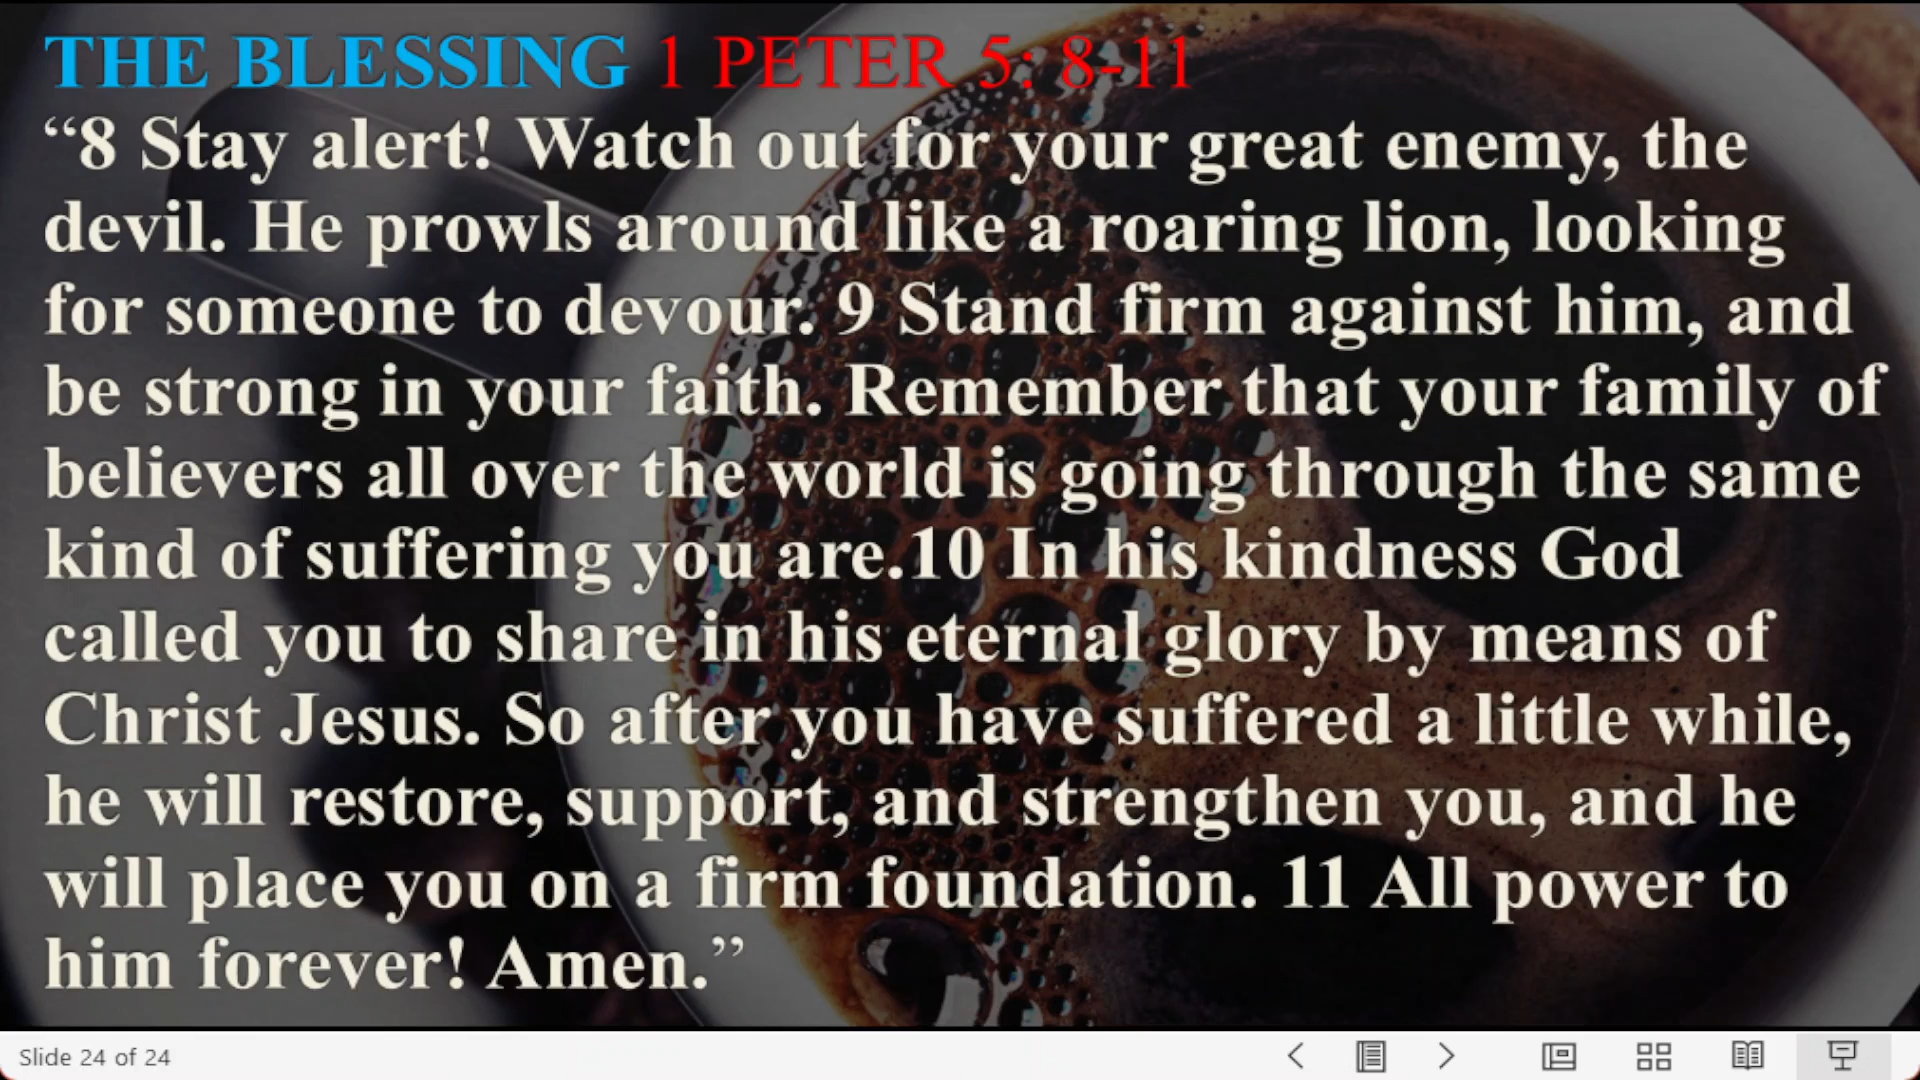 THE BLESSING 1 PETER 5: 8-11
“8 Stay alert! Watch out for your great enemy, the
devil. He prowls around like a roaring lion, looking
for someone to devour. 9 Stand firm against him, and
be strong in your faith. Remember that your family of
believers all over the world is going through the same
kind of suffering you are.10 In his kindness God
called you to share in his eternal glory by means of
Christ Jesus. So after you have suffered a little while,
he will restore, support, and strengthen you, and he
will place you on a firm foundation. 11 All power to
him forever! Amen.”
Slide 24 of 24